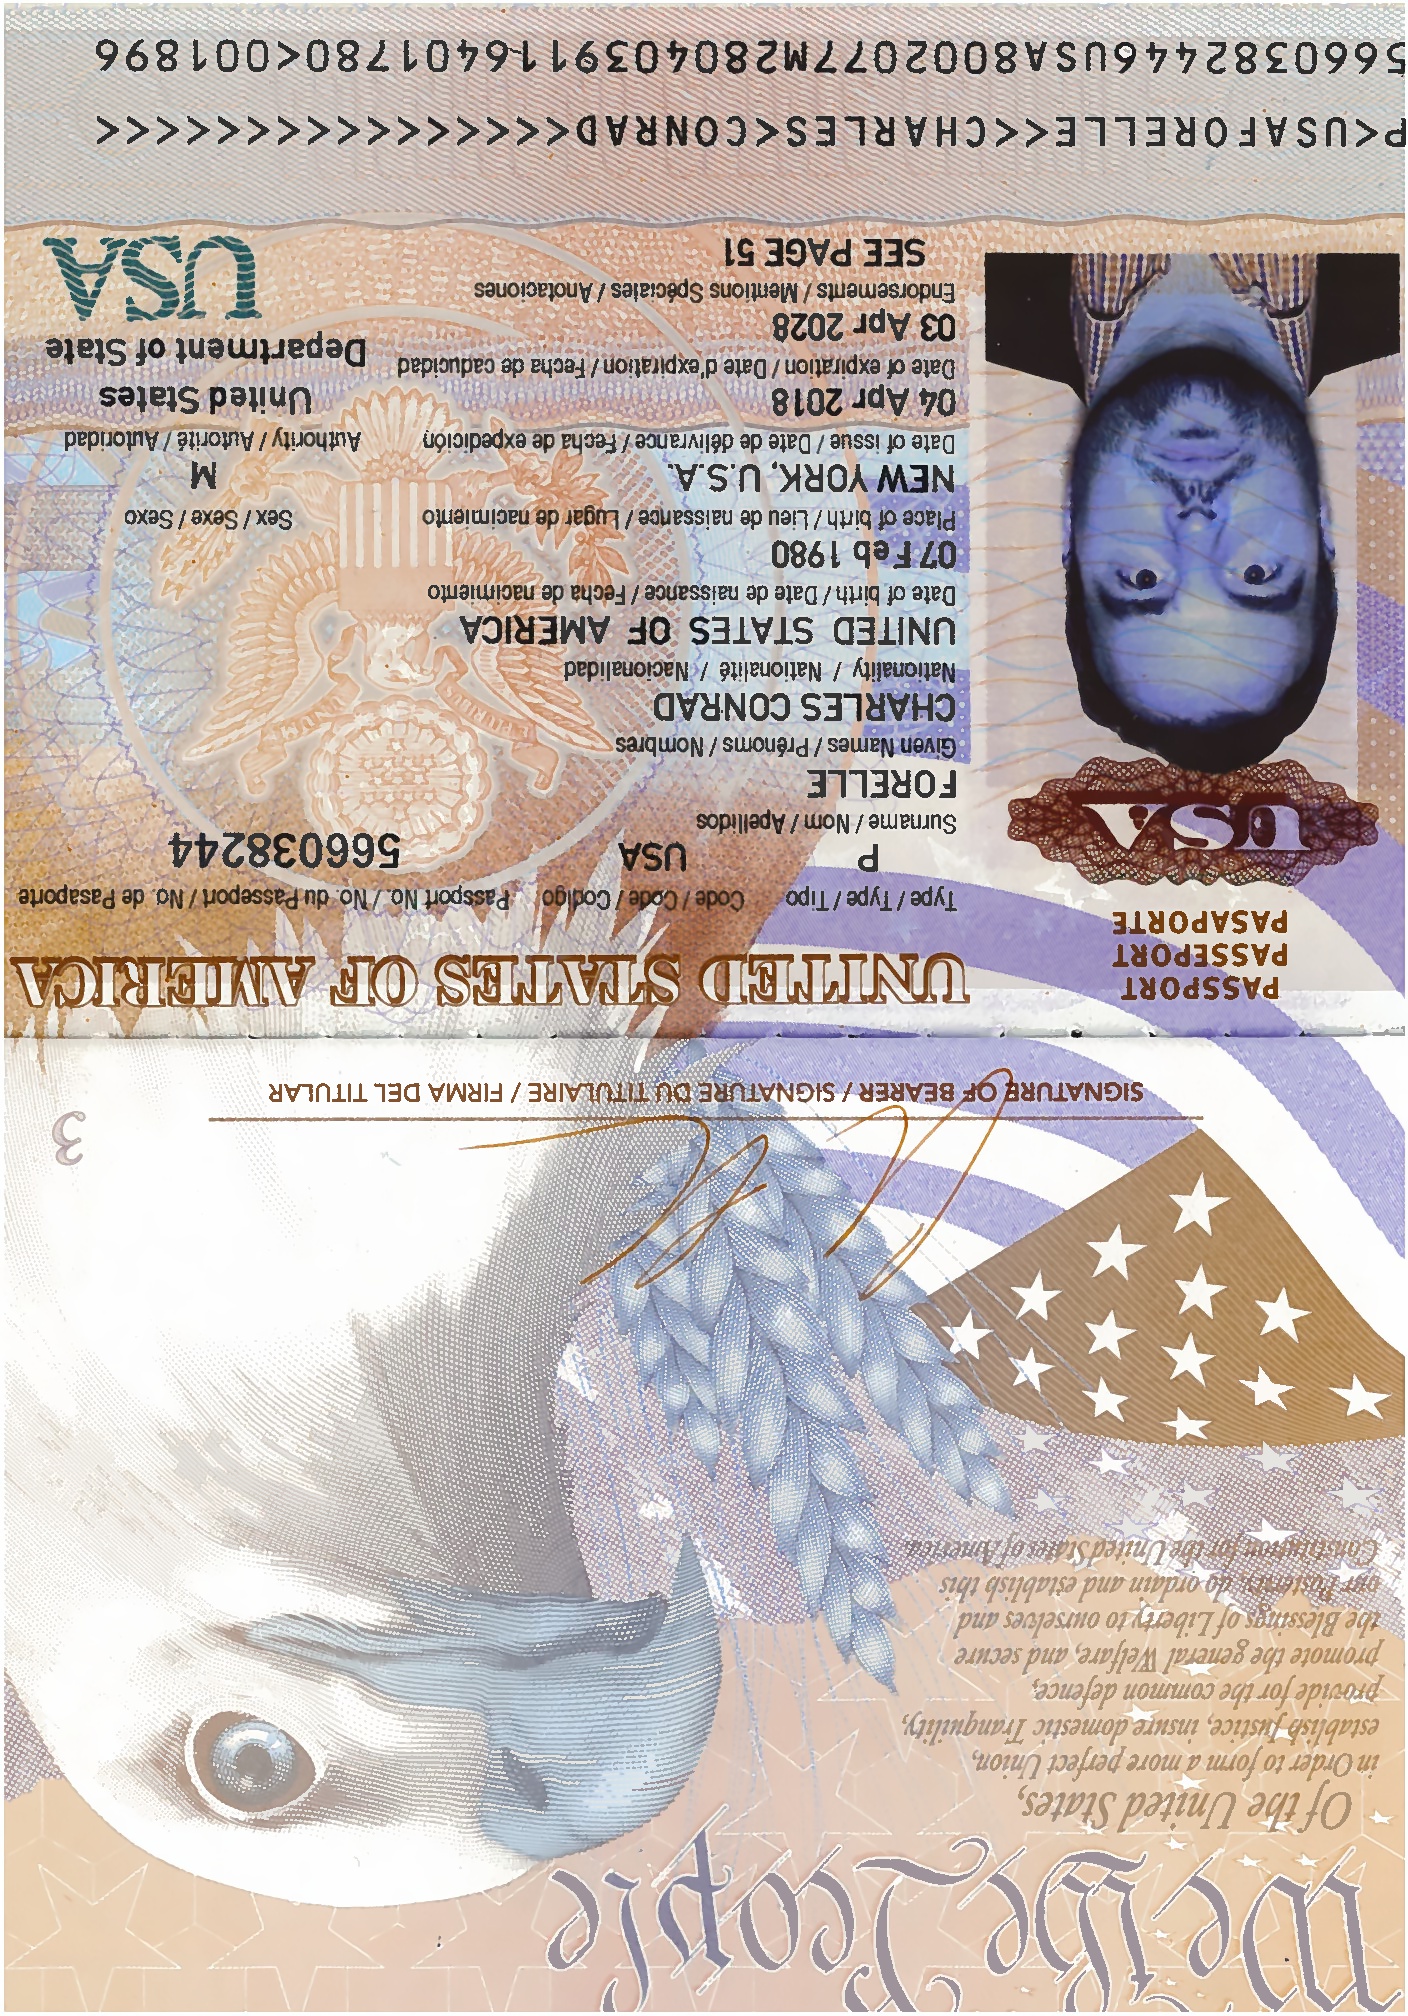 We the People
Of the United States,
in Order to form a more perfect Union,
establish Justice, insure domestic Tranquility,
provide for the common defence,
promote the general Welfare, and secure
the Blessings of Liberty to ourselves and
our Posterity, do ordain and establish this
Constitution for the United States of America.
3
SIGNATURE OF BEARER / SIGNATURE DU TITULAIRE / FIRMA DEL TITULAR
PASSPORT
PASSEPORT
PASAPORTE
USA
UNITED STATES OF AMERICA
Type / Type / Tipo Code / Code / Codigo Passport No. / No. du Passeport / No. de Pasaporte
P USA 566038244
Surname / Nom / Apellidos
FORELLE
Given Names / Prénoms / Nombres
CHARLES CONRAD
Nationality / Nationalité / Nacionalidad
UNITED STATES OF AMERICA
Date of birth / Date de naissance / Fecha de nacimiento
07 Feb 1980
Place of birth / Lieu de naissance / Lugar de nacimiento Sex / Sexe / Sexo
NEW YORK, U.S.A. M
Date of issue / Date de délivrance / Fecha de expedición Authority / Autorité / Autoridad
04 Apr 2018 United States
Date of expiration / Date d'expiration / Fecha de caducidad Department of State
03 Apr 2028
Endorsements / Mentions Spéciales / Anotaciones
SEE PAGE 51
USA
P<USAFORELLE<<CHARLES<CONRAD<<<<<<<<<<<<<<<<
5660382446USA8002077M2804039116401780<001896